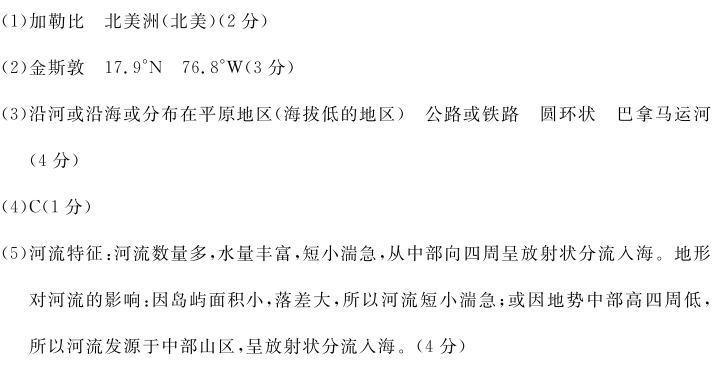 (1)加勒比　北美洲(北美)(2 分)
(2)金斯敦　17.9°N　76.8°W(3 分)
(3)沿河或沿海或分布在平原地区(海拔低的地区)　公路或铁路　圆环状　巴拿马运河
(4 分)
(4)C(1 分)
(5)河流特征:河流数量多,水量丰富,短小湍急,从中部向四周呈放射状分流入海。地形
对河流的影响:因岛屿面积小,落差大,所以河流短小湍急;或因地势中部高四周低,
所以河流发源于中部山区,呈放射状分流入海。(4 分)